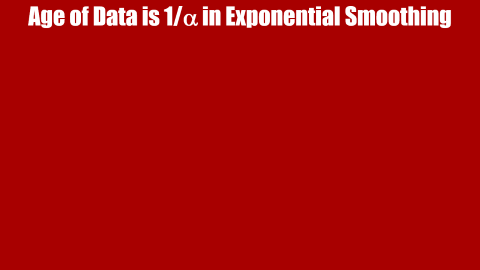 Age of Data is 1/α in Exponential Smoothing